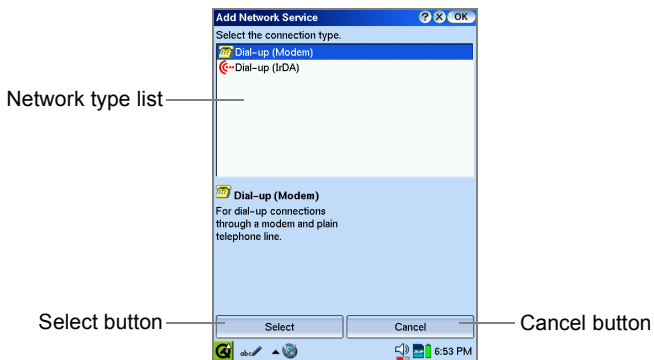 Add Network Service ? X OK
Select the connection type.
Dial-up (Modem)
Dial-up (IrDA)
Network type list
Dial-up (Modem)
For dial-up connections
through a modem and plain
telephone line.
Select button
Select
Cancel
Cancel button
abc
6:53 PM